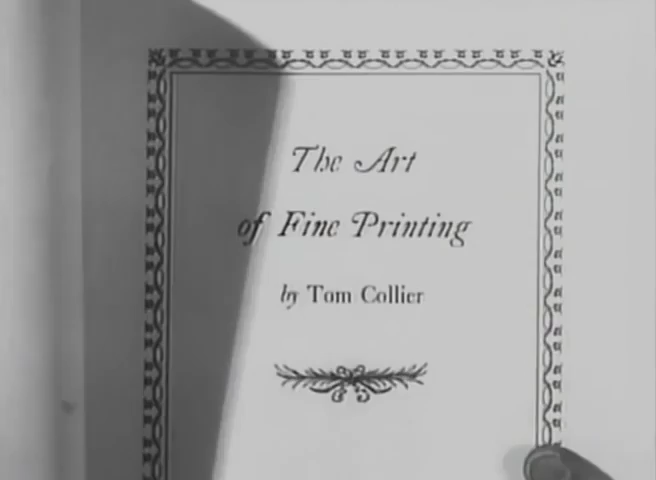 The Art
of Fine Printing
by Tom Collier